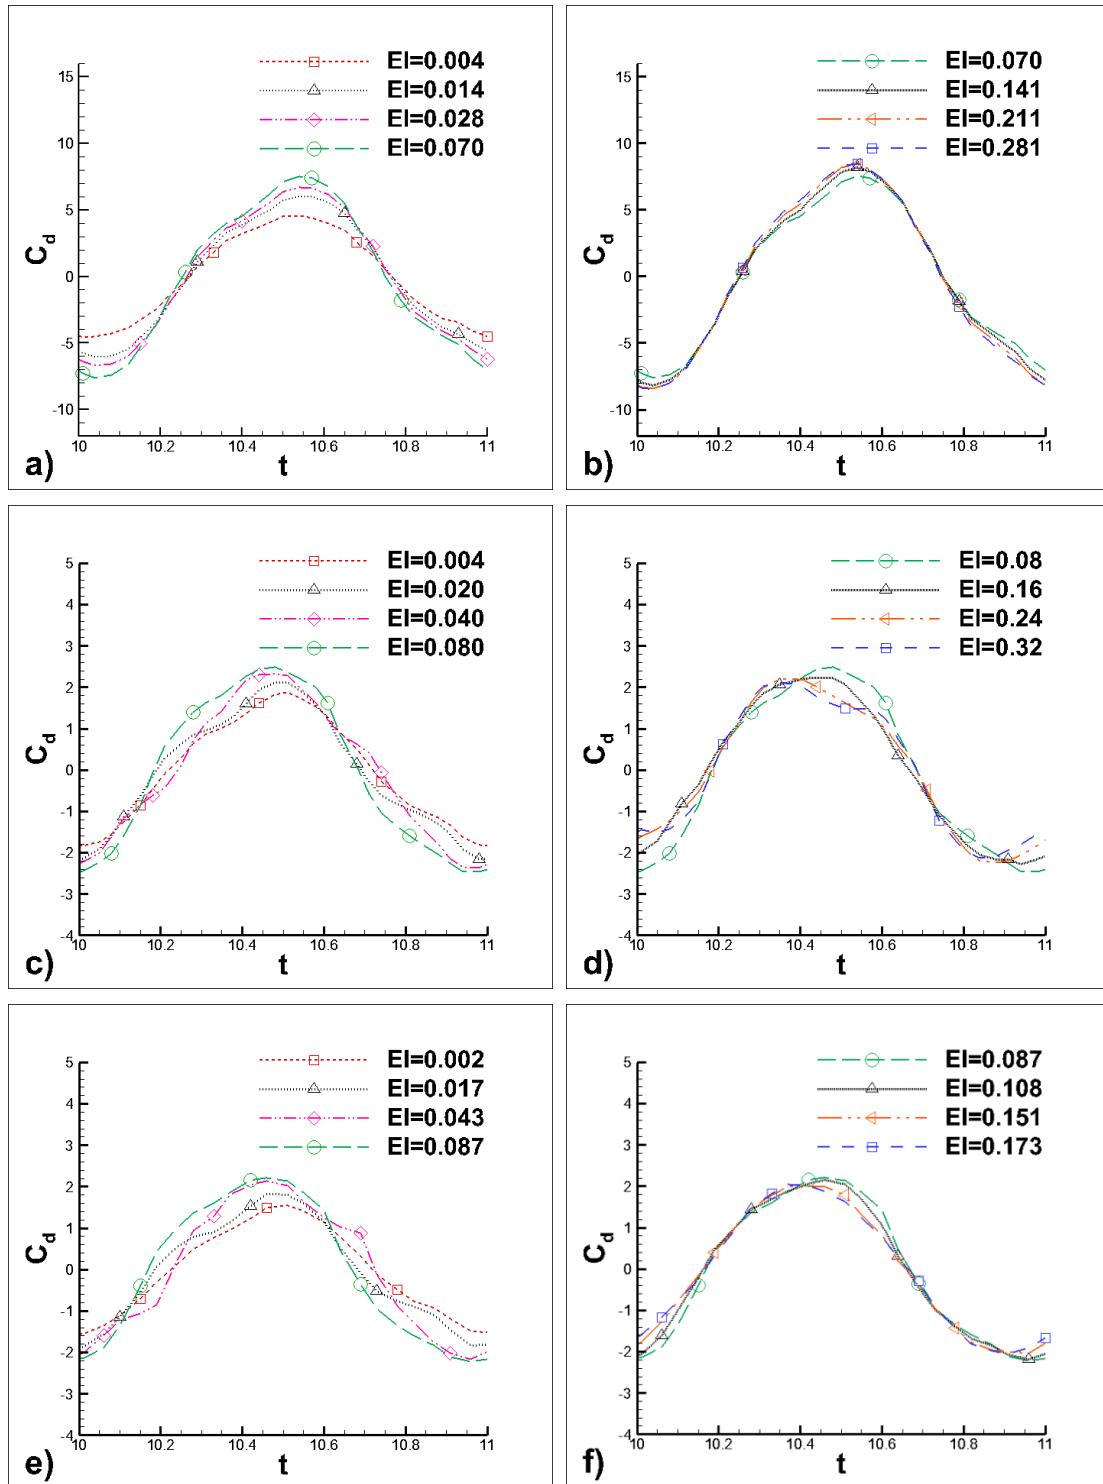 EI=0.004
EI=0.014
EI=0.028
EI=0.070
15
10
5
0
-5
-10
C_d
10 10.2 10.4 10.6 10.8 11
a) t
EI=0.070
EI=0.141
EI=0.211
EI=0.281
15
10
5
0
-5
-10
C_d
10 10.2 10.4 10.6 10.8 11
b) t
EI=0.004
EI=0.020
EI=0.040
EI=0.080
5
4
3
2
1
0
-1
-2
-3
-4
C_d
10 10.2 10.4 10.6 10.8 11
c) t
EI=0.08
EI=0.16
EI=0.24
EI=0.32
5
4
3
2
1
0
-1
-2
-3
-4
C_d
10 10.2 10.4 10.6 10.8 11
d) t
EI=0.002
EI=0.017
EI=0.043
EI=0.087
5
4
3
2
1
0
-1
-2
-3
-4
C_d
10 10.2 10.4 10.6 10.8 11
e) t
EI=0.087
EI=0.108
EI=0.151
EI=0.173
5
4
3
2
1
0
-1
-2
-3
-4
C_d
10 10.2 10.4 10.6 10.8 11
f) t